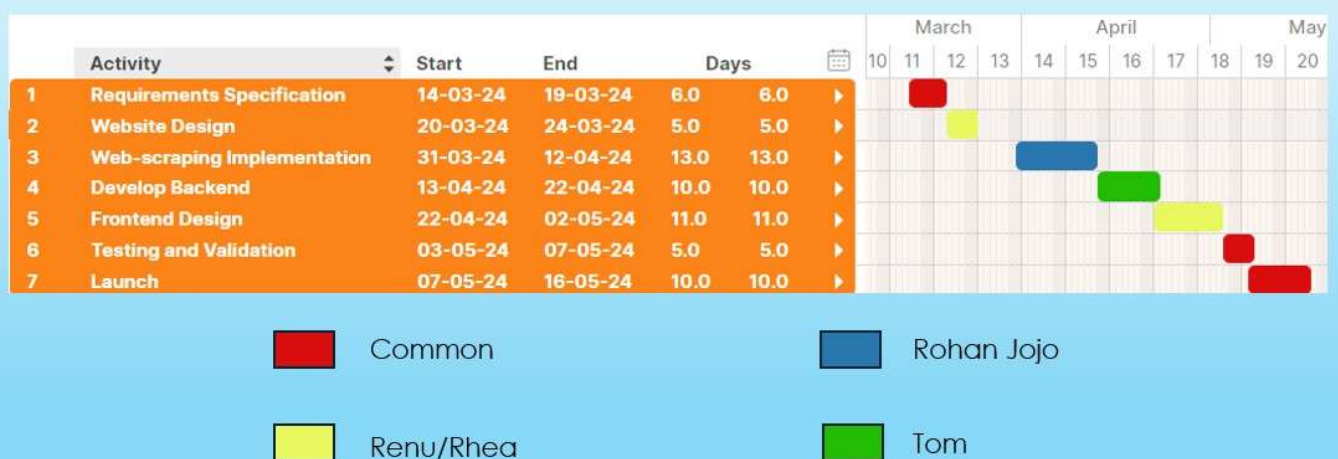 March April May
Activity Start End Days 10 11 12 13 14 15 16 17 18 19 20
1 Requirements Specification 14-03-24 19-03-24 6.0 6.0
2 Website Design 20-03-24 24-03-24 5.0 5.0
3 Web-scraping Implementation 31-03-24 12-04-24 13.0 13.0
4 Develop Backend 13-04-24 22-04-24 10.0 10.0
5 Frontend Design 22-04-24 02-05-24 11.0 11.0
6 Testing and Validation 03-05-24 07-05-24 5.0 5.0
7 Launch 07-05-24 16-05-24 10.0 10.0
Common Rohan Jojo
Renu/Rhea Tom